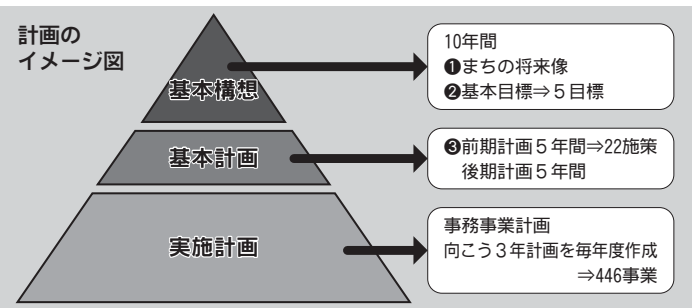 計画の
イメージ図
基本構想
10年間
❶まちの将来像
❷基本目標⇒5目標
基本計画
❸前期計画5年間⇒22施策
後期計画5年間
実施計画
事務事業計画
向こう3年計画を毎年度作成
⇒446事業